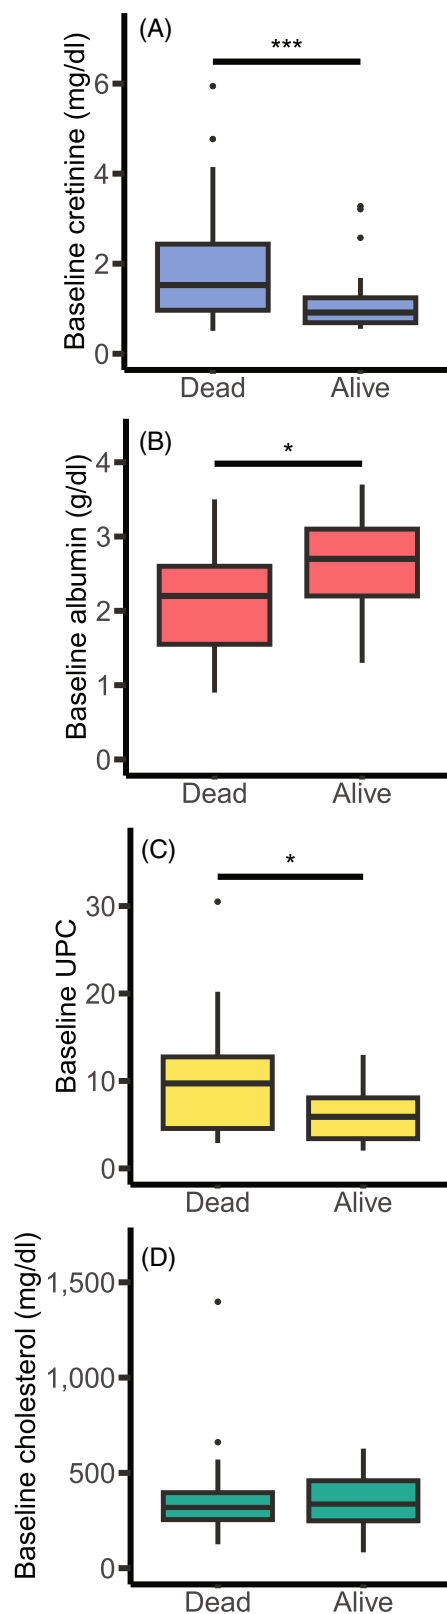 (A)
***
Baseline cretinine (mg/dl)
6
4
2
0
Dead Alive
(B)
*
Baseline albumin (g/dl)
4
3
2
1
0
Dead Alive
(C)
*
Baseline UPC
30
20
10
0
Dead Alive
(D)
Baseline cholesterol (mg/dl)
1,500
1,000
500
0
Dead Alive